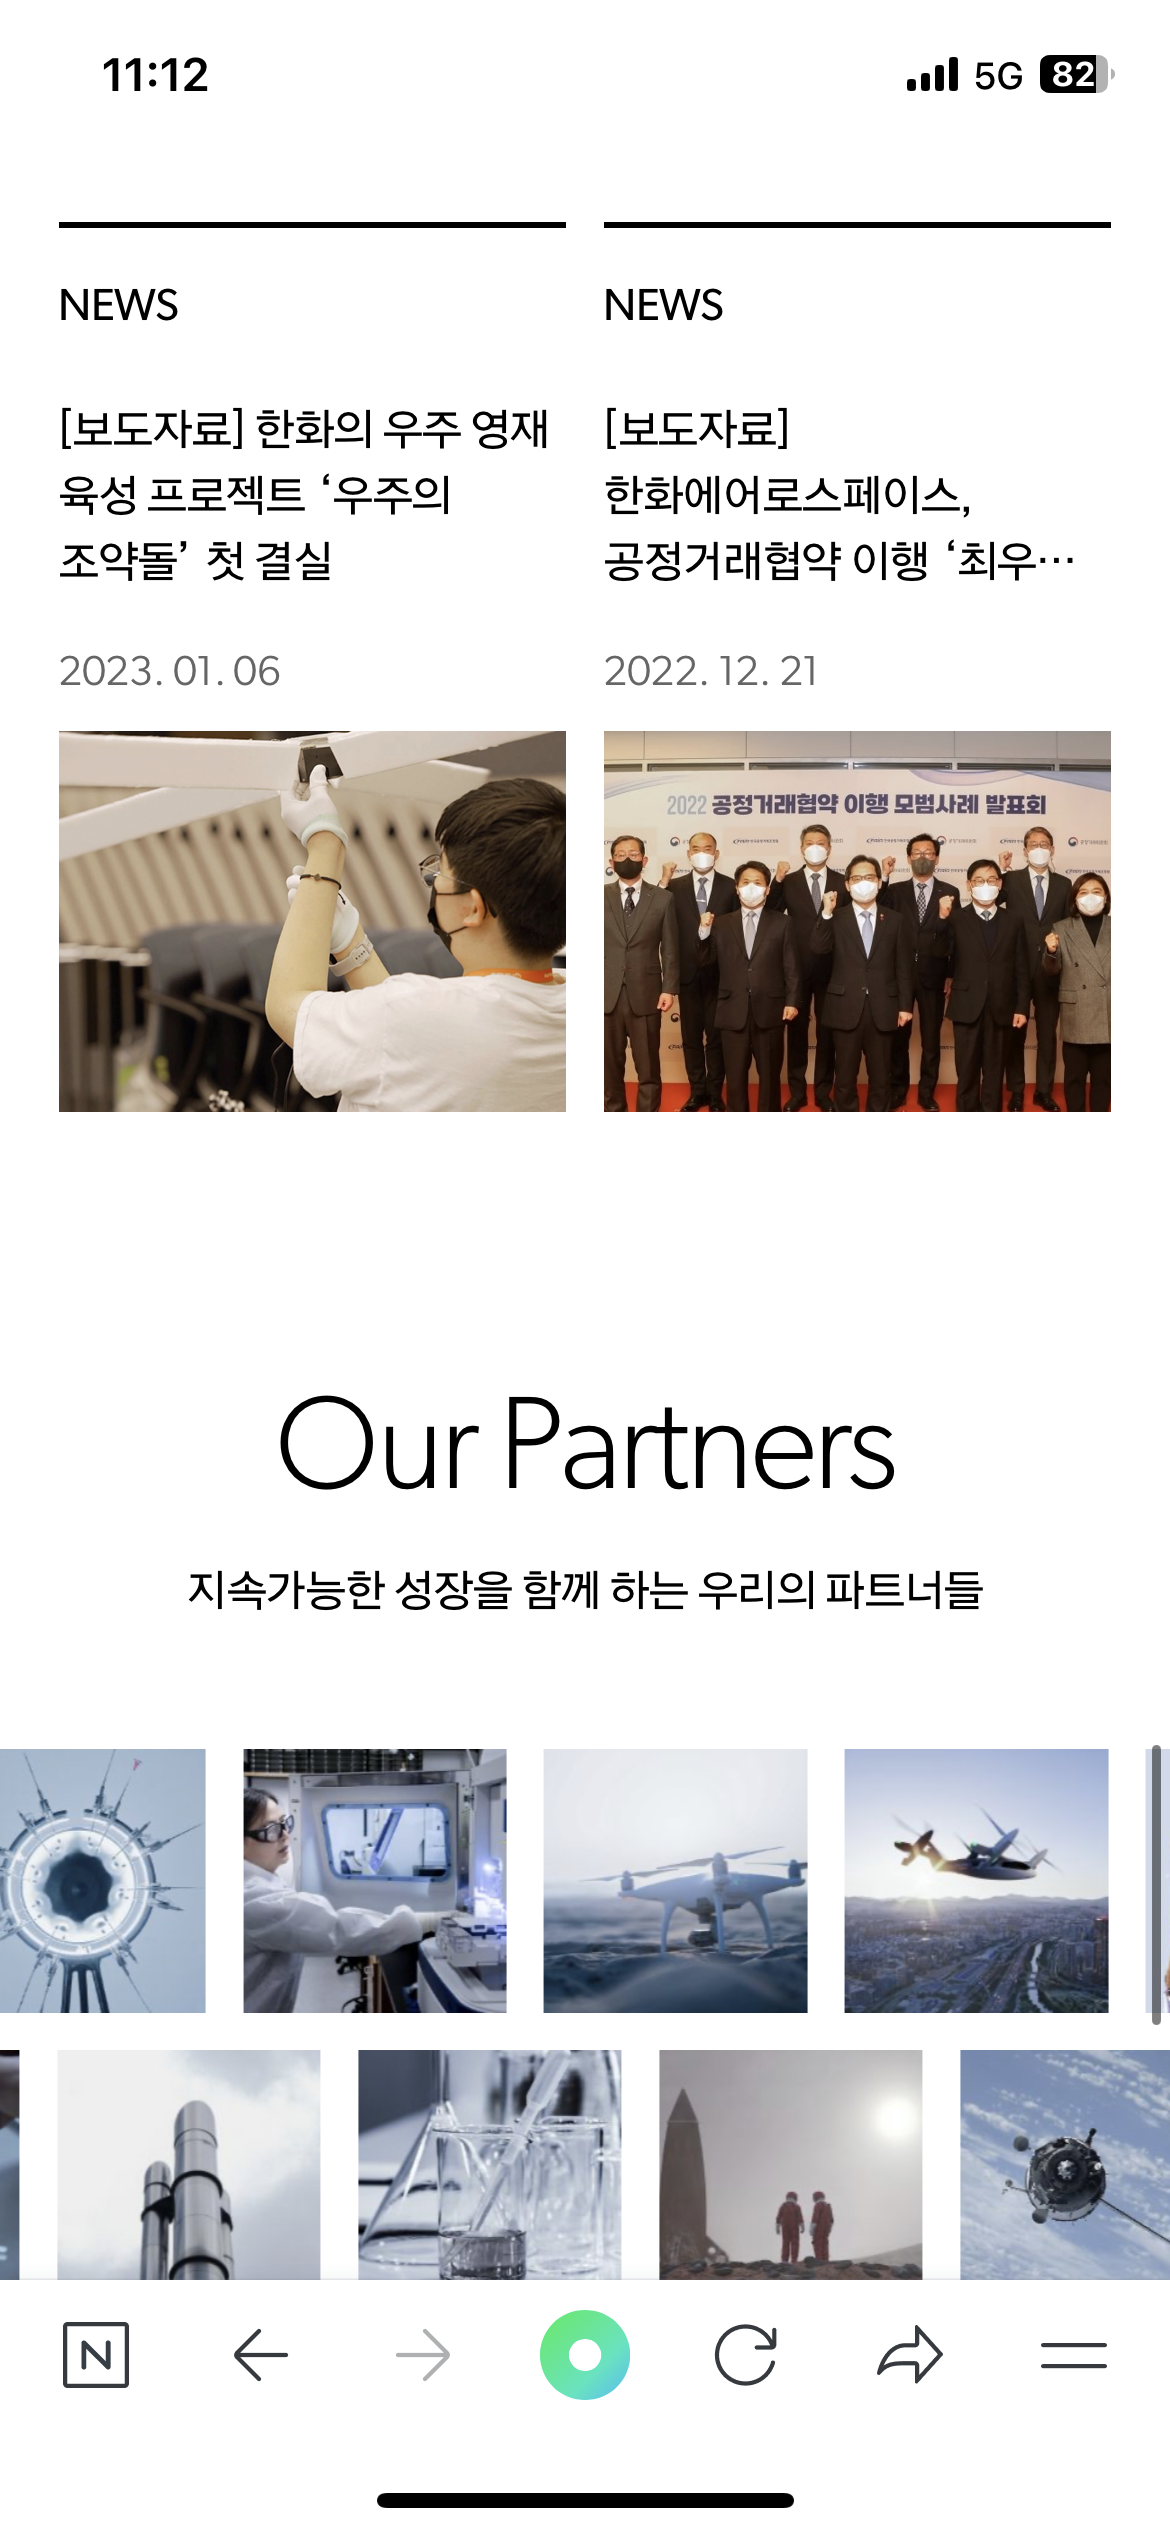 11:12
5G 82
NEWS
[보도자료] 한화의 우주 영재
육성 프로젝트 ‘우주의
조약돌’ 첫 결실
2023. 01. 06
NEWS
[보도자료]
한화에어로스페이스,
공정거래협약 이행 ‘최우…
2022. 12. 21
2022 공정거래협약 이행 모범사례 발표회
Our Partners
지속가능한 성장을 함께 하는 우리의 파트너들
N